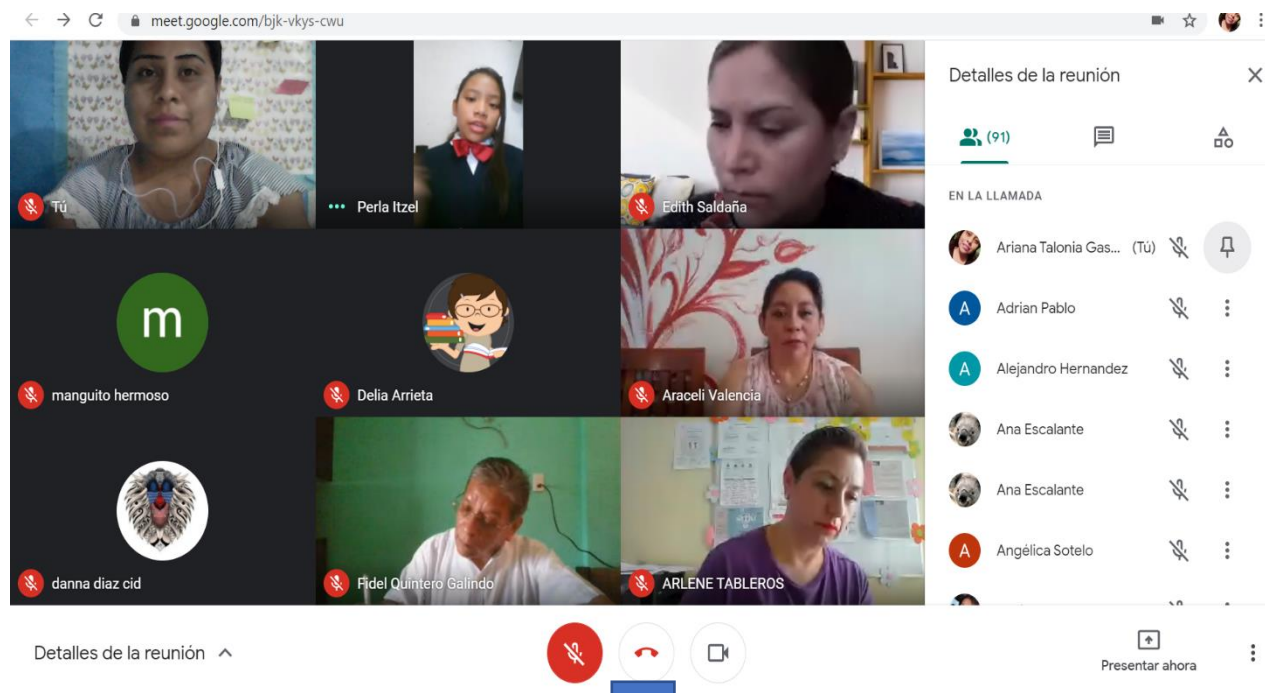 meet.google.com/bjk-vkys-cwu
Tú
Perla Itzel
Edith Saldaña
m
manguito hermoso
Delia Arrieta
Araceli Valencia
danna diaz cid
Fidel Quintero Galindo
ARLENE TABLEROS
Detalles de la reunión
(91)
EN LA LLAMADA
Ariana Talonia Gas... (Tú)
A Adrian Pablo
A Alejandro Hernandez
Ana Escalante
Ana Escalante
A Angélica Sotelo
Detalles de la reunión
Presentar ahora